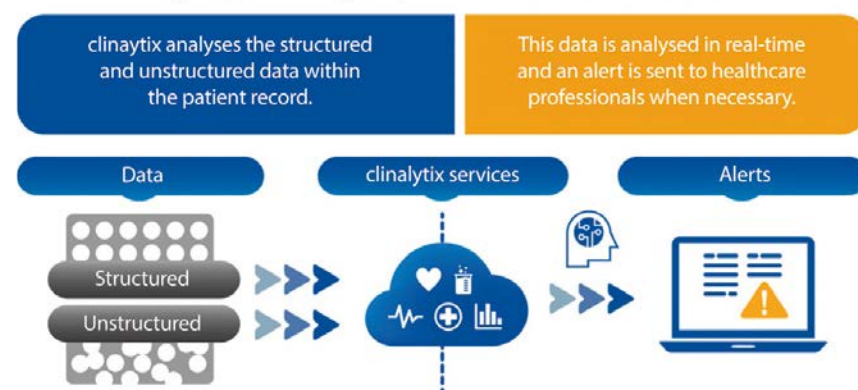 clinaytix analyses the structured
and unstructured data within
the patient record.
This data is analysed in real-time
and an alert is sent to healthcare
professionals when necessary.
Data
clinalytix services
Alerts
Structured
Unstructured